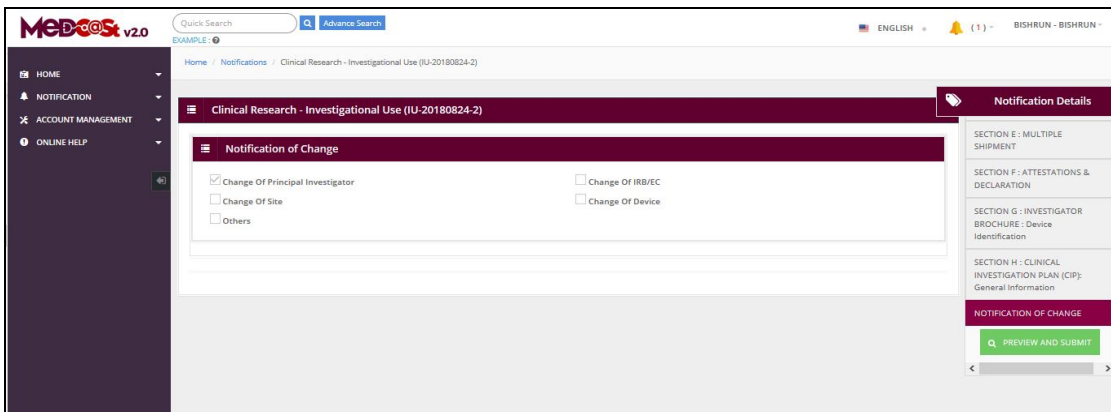 MeDC@St v2.0
Quick Search
Advance Search
EXAMPLE :
ENGLISH
( 1 )
BISHRUN - BISHRUN
HOME
NOTIFICATION
ACCOUNT MANAGEMENT
ONLINE HELP
Home / Notifications / Clinical Research - Investigational Use (IU-20180824-2)
Clinical Research - Investigational Use (IU-20180824-2)
Notification of Change
Change Of Principal Investigator
Change Of IRB/EC
Change Of Site
Change Of Device
Others
Notification Details
SECTION E : MULTIPLE
SHIPMENT
SECTION F : ATTESTATIONS &
DECLARATION
SECTION G : INVESTIGATOR
BROCHURE : Device
Identification
SECTION H : CLINICAL
INVESTIGATION PLAN (CIP):
General Information
NOTIFICATION OF CHANGE
PREVIEW AND SUBMIT